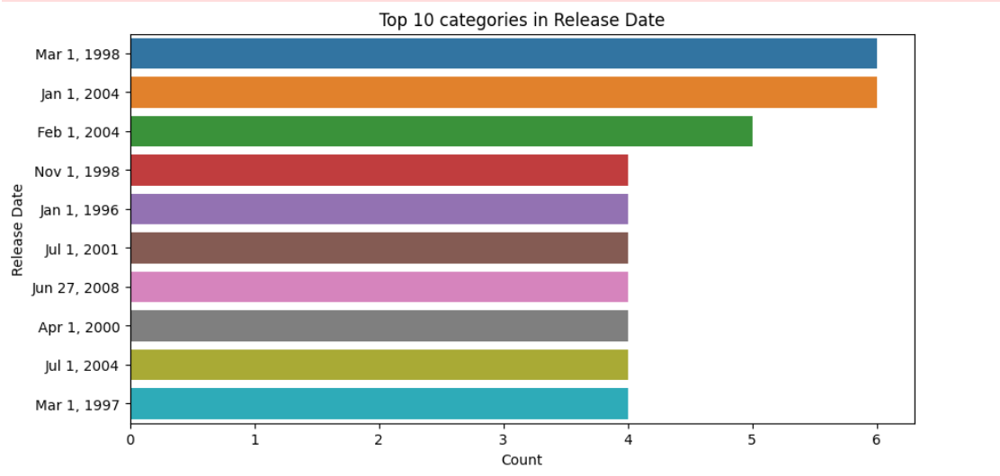 Top 10 categories in Release Date
Mar 1, 1998
Jan 1, 2004
Feb 1, 2004
Nov 1, 1998
Jan 1, 1996
Jul 1, 2001
Jun 27, 2008
Apr 1, 2000
Jul 1, 2004
Mar 1, 1997
Release Date
0 1 2 3 4 5 6
Count